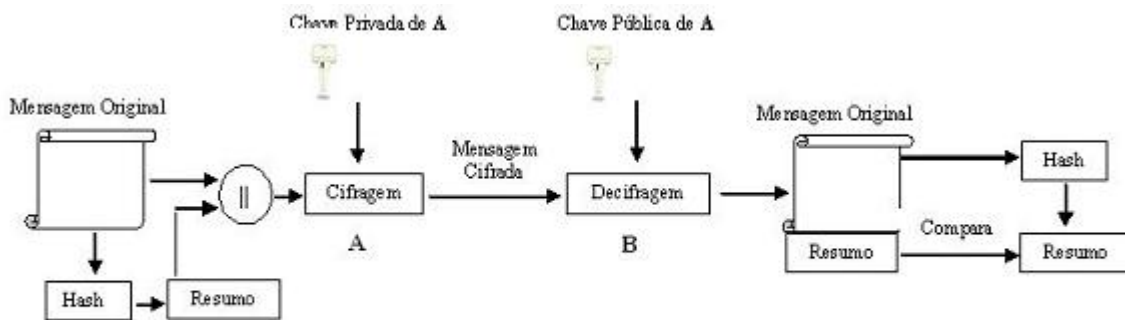 Chave Privada de A
Chave Pública de A
Mensagem Original
||
Cifragem
A
Mensagem
Cifrada
Decifragem
B
Mensagem Original
Hash
Resumo
Compara
Resumo
Hash
Resumo